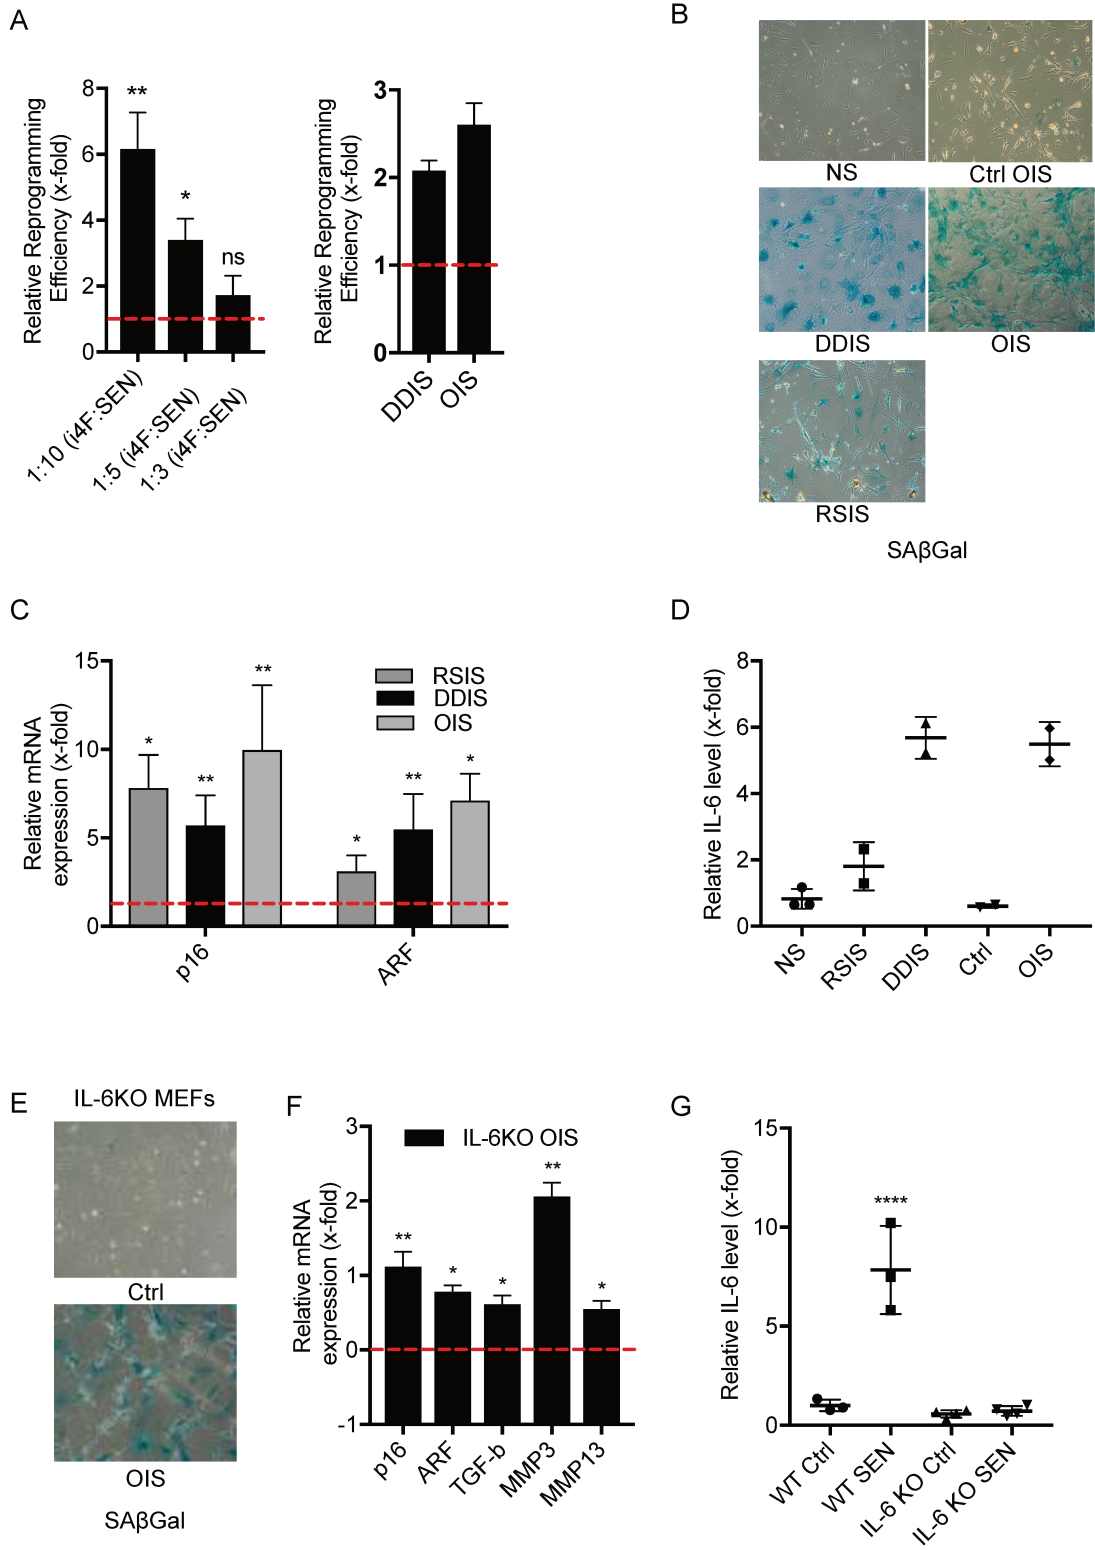 A
Relative Reprogramming
Efficiency (x-fold)
8
6
4
2
0
**
*
ns
1:10 (i4F:SEN)
1:5 (i4F:SEN)
1:3 (i4F:SEN)
Relative Reprogramming
Efficiency (x-fold)
3
2
1
0
DDIS
OIS
B
NS
Ctrl OIS
DDIS
OIS
RSIS
SAβGal
C
Relative mRNA
expression (x-fold)
15
10
5
0
*
**
**
*
**
*
RSIS
DDIS
OIS
p16
ARF
D
Relative IL-6 level (x-fold)
8
6
4
2
0
NS
RSIS
DDIS
Ctrl
OIS
E
IL-6KO MEFs
Ctrl
OIS
SAβGal
F
Relative mRNA
expression (x-fold)
3
2
1
0
-1
IL-6KO OIS
**
*
*
**
*
p16
ARF
TGF-b
MMP3
MMP13
G
Relative IL-6 level (x-fold)
15
10
5
0
****
WT Ctrl
WT SEN
IL-6 KO Ctrl
IL-6 KO SEN